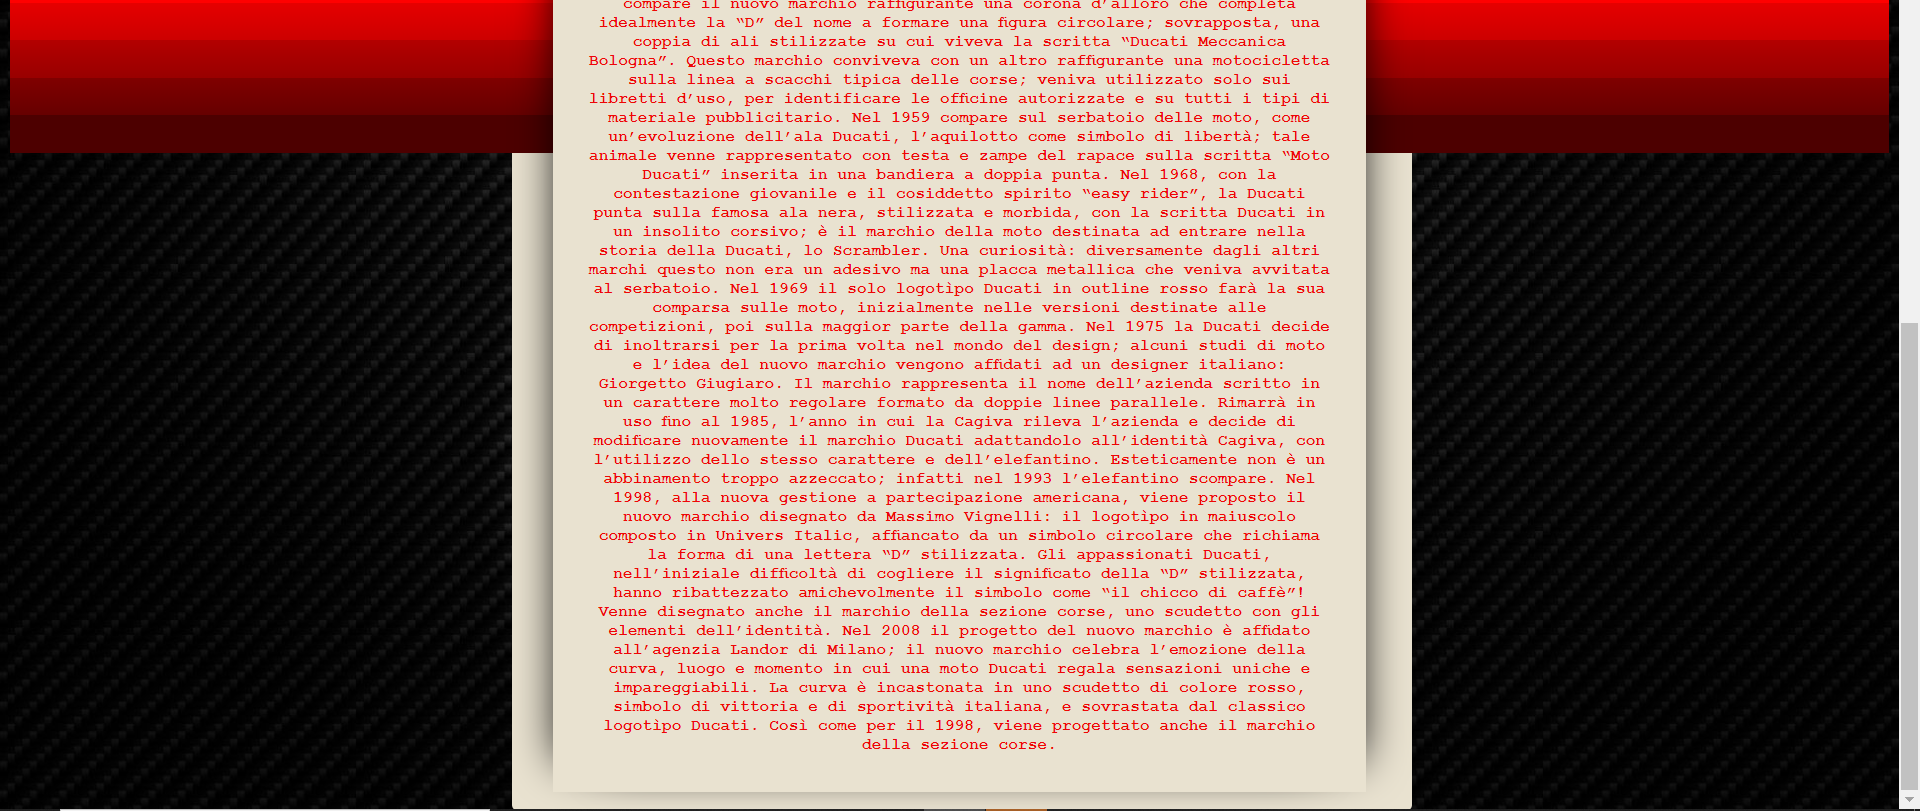 compare il nuovo marchio raffigurante una corona d’alloro che completa
idealmente la “D” del nome a formare una figura circolare; sovrapposta, una
coppia di ali stilizzate su cui viveva la scritta “Ducati Meccanica
Bologna”. Questo marchio conviveva con un altro raffigurante una motocicletta
sulla linea a scacchi tipica delle corse; veniva utilizzato solo sui
libretti d’uso, per identificare le officine autorizzate e su tutti i tipi di
materiale pubblicitario. Nel 1959 compare sul serbatoio delle moto, come
un’evoluzione dell’ala Ducati, l’aquilotto come simbolo di libertà; tale
animale venne rappresentato con testa e zampe del rapace sulla scritta “Moto
Ducati” inserita in una bandiera a doppia punta. Nel 1968, con la
contestazione giovanile e il cosiddetto spirito “easy rider”, la Ducati
punta sulla famosa ala nera, stilizzata e morbida, con la scritta Ducati in
un insolito corsivo; è il marchio della moto destinata ad entrare nella
storia della Ducati, lo Scrambler. Una curiosità: diversamente dagli altri
marchi questo non era un adesivo ma una placca metallica che veniva avvitata
al serbatoio. Nel 1969 il solo logotìpo Ducati in outline rosso farà la sua
comparsa sulle moto, inizialmente nelle versioni destinate alle
competizioni, poi sulla maggior parte della gamma. Nel 1975 la Ducati decide
di inoltrarsi per la prima volta nel mondo del design; alcuni studi di moto
e l’idea del nuovo marchio vengono affidati ad un designer italiano:
Giorgetto Giugiaro. Il marchio rappresenta il nome dell’azienda scritto in
un carattere molto regolare formato da doppie linee parallele. Rimarrà in
uso fino al 1985, l’anno in cui la Cagiva rileva l’azienda e decide di
modificare nuovamente il marchio Ducati adattandolo all’identità Cagiva, con
l’utilizzo dello stesso carattere e dell’elefantino. Esteticamente non è un
abbinamento troppo azzeccato; infatti nel 1993 l’elefantino scompare. Nel
1998, alla nuova gestione a partecipazione americana, viene proposto il
nuovo marchio disegnato da Massimo Vignelli: il logotìpo in maiuscolo
composto in Univers Italic, affiancato da un simbolo circolare che richiama
la forma di una lettera “D” stilizzata. Gli appassionati Ducati,
nell’iniziale difficoltà di cogliere il significato della “D” stilizzata,
hanno ribattezzato amichevolmente il simbolo come “il chicco di caffè”!
Venne disegnato anche il marchio della sezione corse, uno scudetto con gli
elementi dell’identità. Nel 2008 il progetto del nuovo marchio è affidato
all’agenzia Landor di Milano; il nuovo marchio celebra l’emozione della
curva, luogo e momento in cui una moto Ducati regala sensazioni uniche e
impareggiabili. La curva è incastonata in uno scudetto di colore rosso,
simbolo di vittoria e di sportività italiana, e sovrastata dal classico
logotìpo Ducati. Così come per il 1998, viene progettato anche il marchio
della sezione corse.